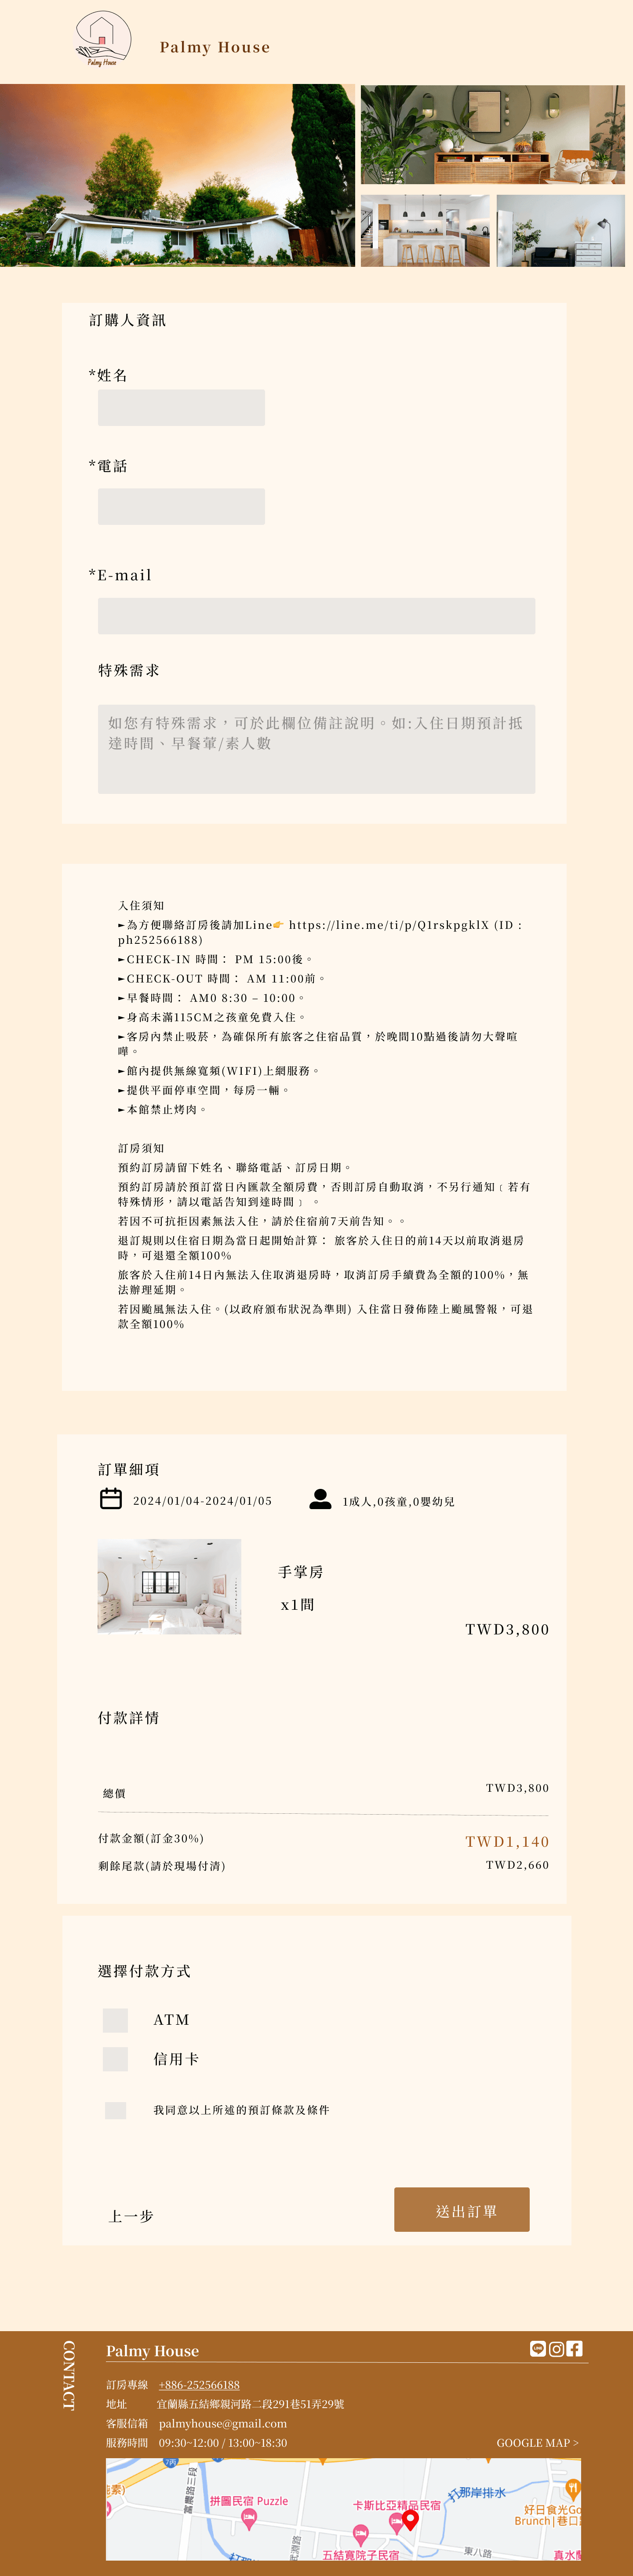 Palmy House
Palmy House
訂購人資訊
*姓名
*電話
*E-mail
特殊需求
如您有特殊需求，可於此欄位備註說明。如:入住日期預計抵
達時間、早餐葷/素人數
入住須知
►為方便聯絡訂房後請加Line👉 https://line.me/ti/p/Q1rskpgklX (ID :
ph252566188)
►CHECK-IN 時間： PM 15:00後。
►CHECK-OUT 時間： AM 11:00前。
►早餐時間： AM0 8:30 – 10:00。
►身高未滿115CM之孩童免費入住。
►客房內禁止吸菸，為確保所有旅客之住宿品質，於晚間10點過後請勿大聲喧
嘩。
►館內提供無線寬頻(WIFI)上網服務。
►提供平面停車空間，每房一輛。
►本館禁止烤肉。
訂房須知
預約訂房請留下姓名、聯絡電話、訂房日期。
預約訂房請於預訂當日內匯款全額房費，否則訂房自動取消，不另行通知﹝若有
特殊情形，請以電話告知到達時間﹞ 。
若因不可抗拒因素無法入住，請於住宿前7天前告知。。
退訂規則以住宿日期為當日起開始計算： 旅客於入住日的前14天以前取消退房
時，可退還全額100%
旅客於入住前14日內無法入住取消退房時，取消訂房手續費為全額的100%，無
法辦理延期。
若因颱風無法入住。(以政府頒布狀況為準則) 入住當日發佈陸上颱風警報，可退
款全額100%
訂單細項
2024/01/04-2024/01/05
1成人,0孩童,0嬰幼兒
手掌房
x1間
TWD3,800
付款詳情
總價
TWD3,800
付款金額(訂金30%)
TWD1,140
剩餘尾款(請於現場付清)
TWD2,660
選擇付款方式
ATM
信用卡
我同意以上所述的預訂條款及條件
上一步
送出訂單
CONTACT
Palmy House
訂房專線 +886-252566188
地址 宜蘭縣五結鄉親河路二段291巷51弄29號
客服信箱 palmyhouse@gmail.com
服務時間 09:30~12:00 / 13:00~18:30
GOOGLE MAP >
拼圖民宿 Puzzle
卡斯比亞精品民宿
打那岸排水
好日食光Go
Brunch|巷口
五結寬院子民宿
東八路
富農路三段